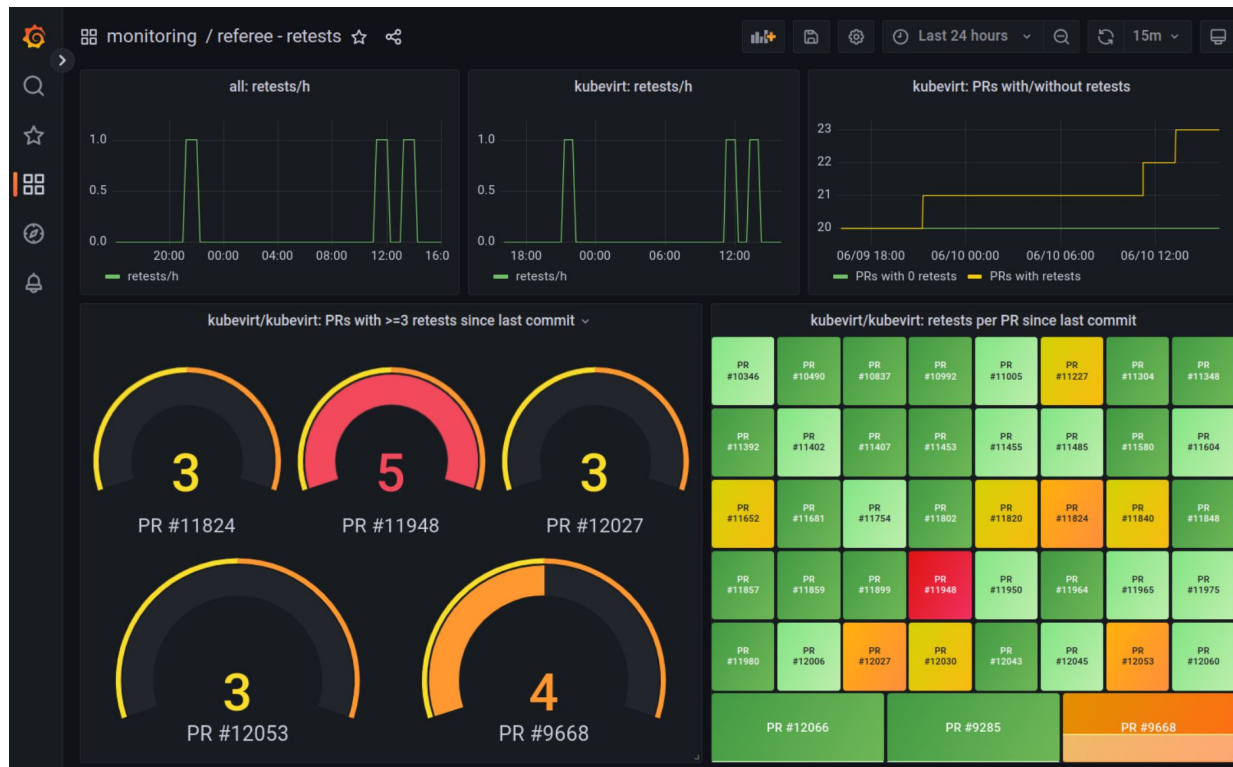 monitoring / referee - retests
Last 24 hours
15m
all: retests/h
1.0
0.5
0.0
20:00 00:00 04:00 08:00 12:00 16:0
retests/h
kubevirt: retests/h
1.0
0.5
0.0
18:00 00:00 06:00 12:00
retests/h
kubevirt: PRs with/without retests
23
22
21
20
06/09 18:00 06/10 00:00 06/10 06:00 06/10 12:00
PRs with 0 retests PRs with retests
kubevirt/kubevirt: PRs with >=3 retests since last commit
3
PR #11824
5
PR #11948
3
PR #12027
3
PR #12053
4
PR #9668
kubevirt/kubevirt: retests per PR since last commit
PR
#10346
PR
#10490
PR
#10837
PR
#10992
PR
#11005
PR
#11227
PR
#11304
PR
#11348
PR
#11392
PR
#11402
PR
#11407
PR
#11453
PR
#11455
PR
#11485
PR
#11580
PR
#11604
PR
#11652
PR
#11681
PR
#11754
PR
#11802
PR
#11820
PR
#11824
PR
#11840
PR
#11848
PR
#11857
PR
#11859
PR
#11899
PR
#11948
PR
#11950
PR
#11964
PR
#11965
PR
#11975
PR
#11980
PR
#12006
PR
#12027
PR
#12030
PR
#12043
PR
#12045
PR
#12053
PR
#12060
PR #12066
PR #9285
PR #9668